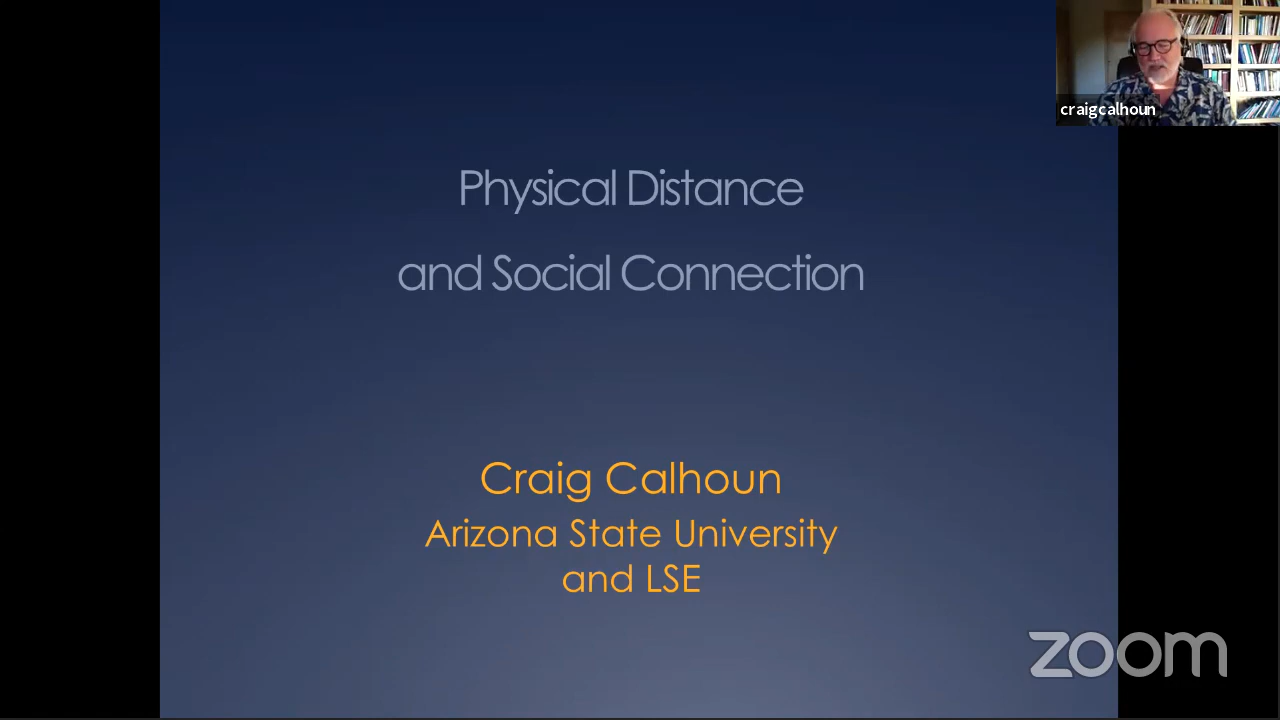 craigcalhoun
Physical Distance
and Social Connection
Craig Calhoun
Arizona State University
and LSE
zoom